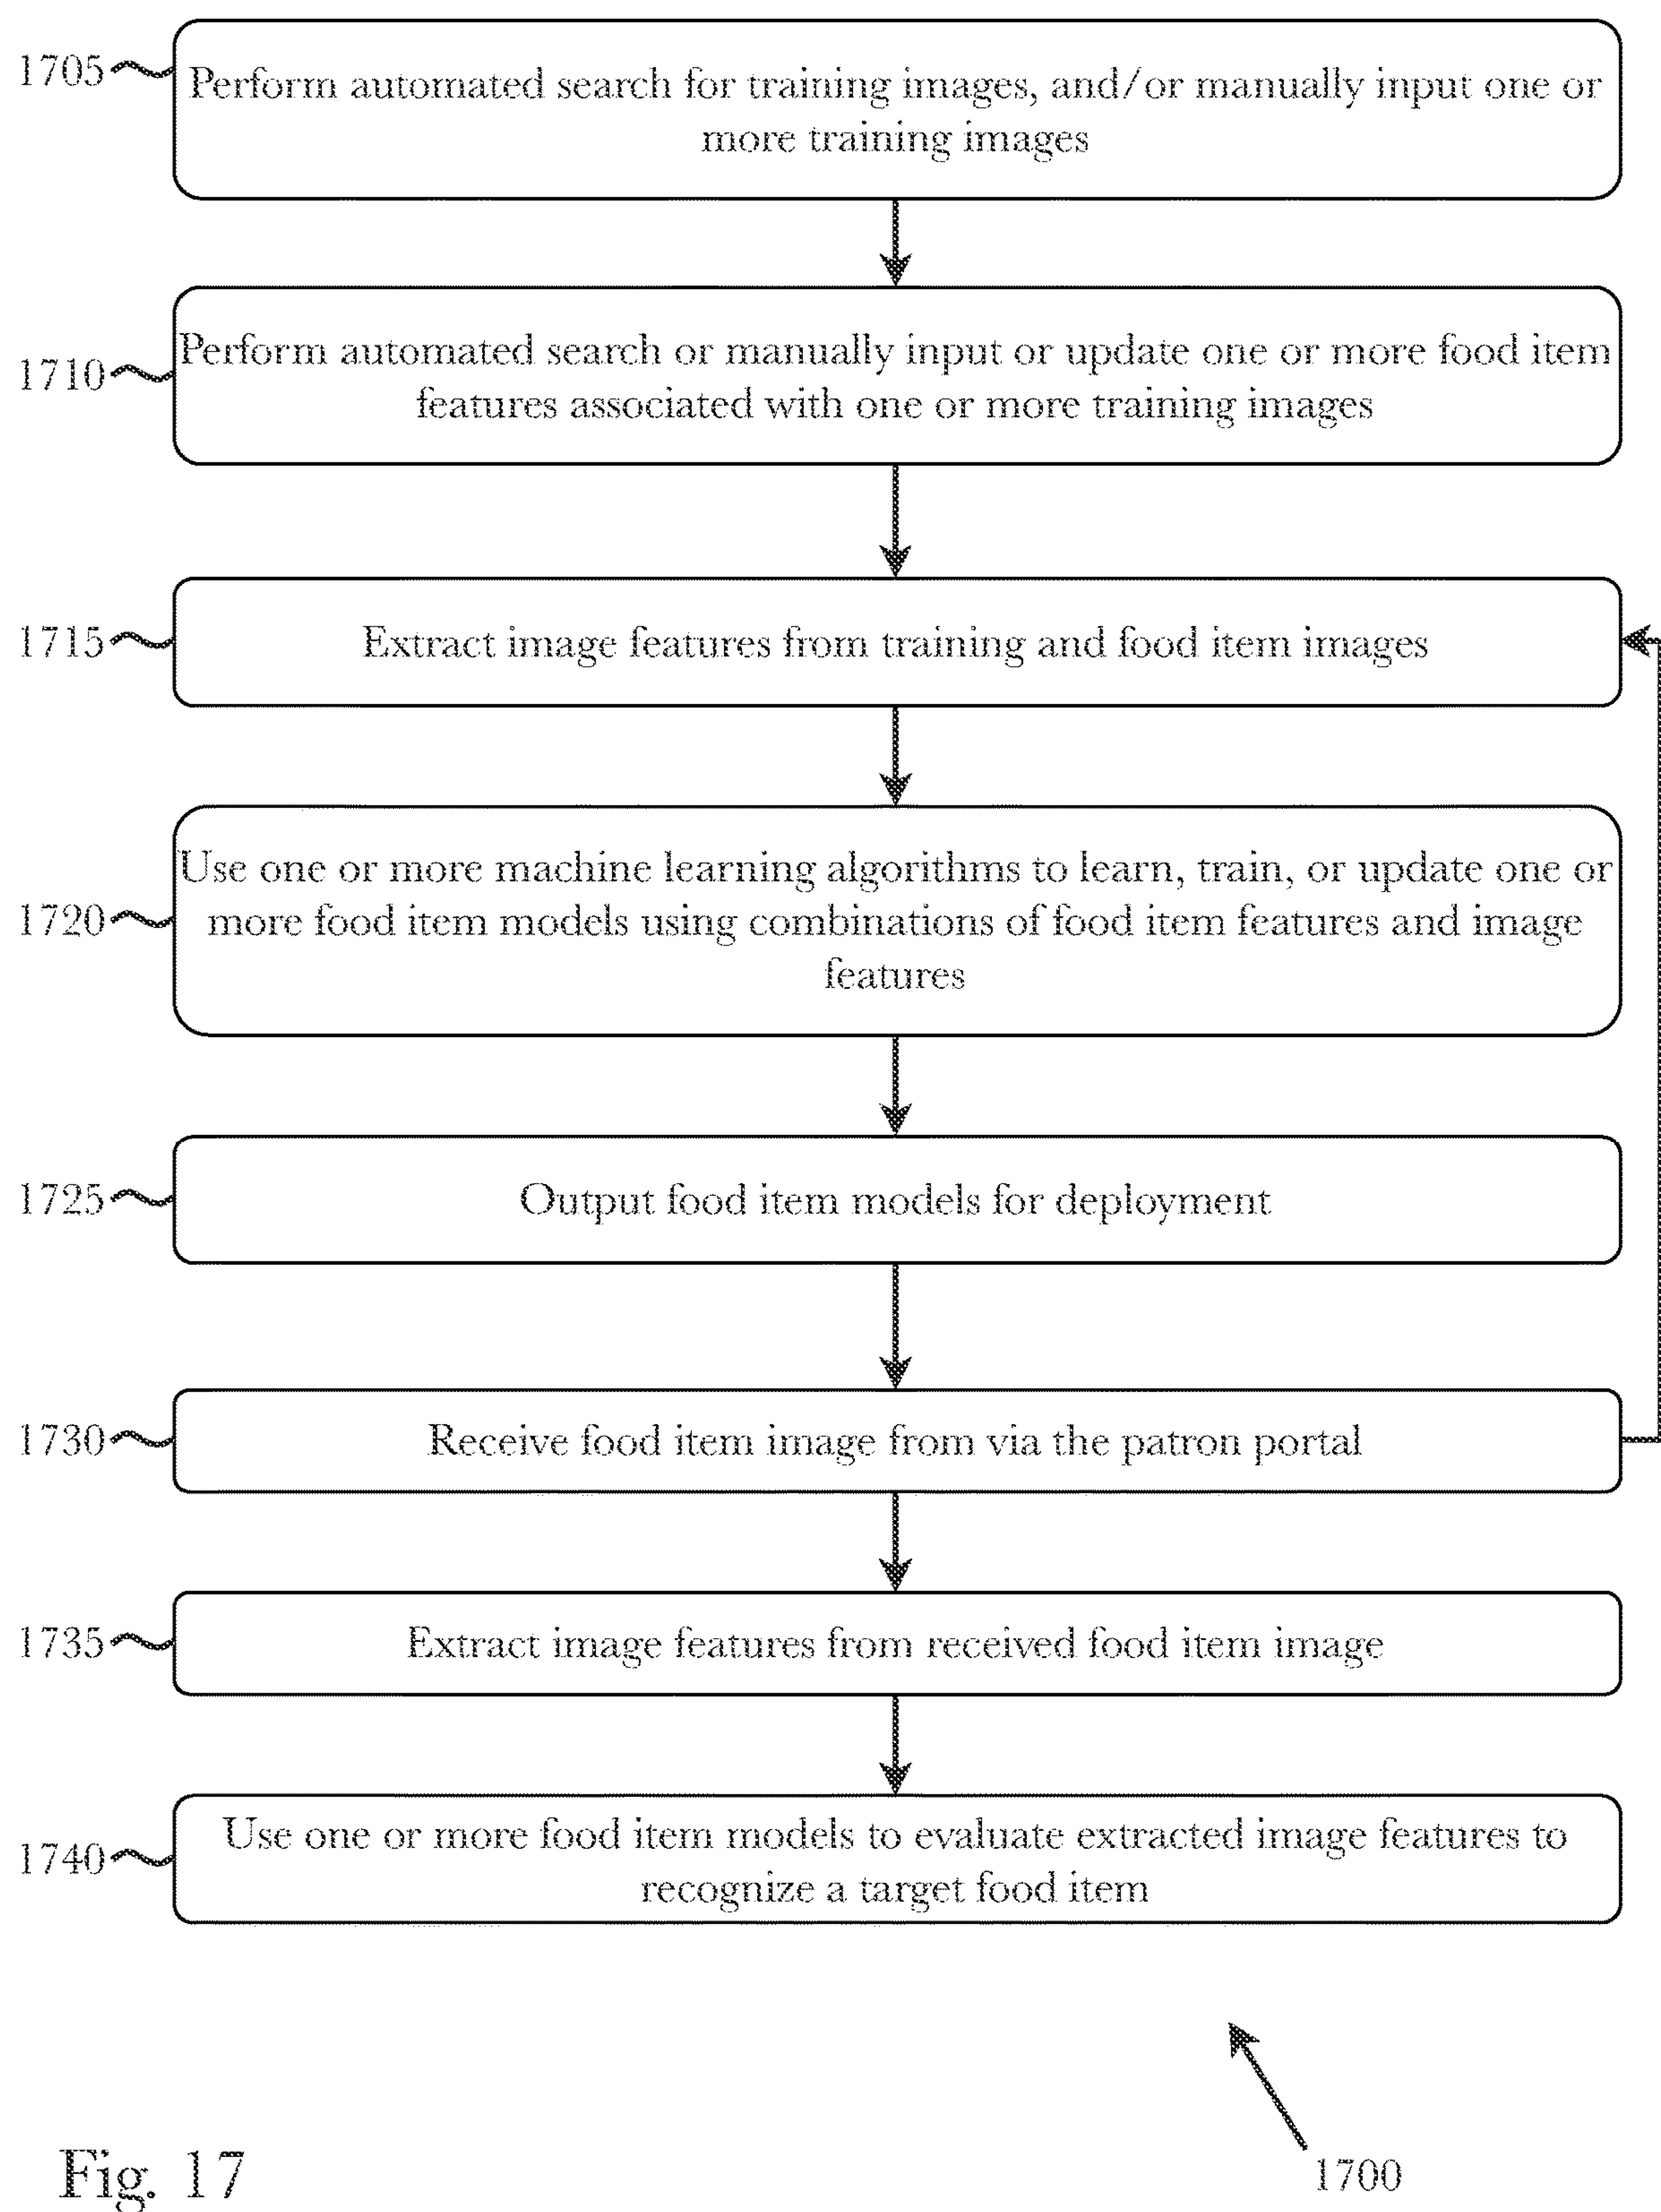 1705
Perform automated search for training images, and/or manually input one or
more training images
1710
Perform automated search or manually input or update one or more food item
features associated with one or more training images
1715
Extract image features from training and food item images
1720
Use one or more machine learning algorithms to learn, train, or update one or
more food item models using combinations of food item features and image
features
1725
Output food item models for deployment
1730
Receive food item image from via the patron portal
1735
Extract image features from received food item image
1740
Use one or more food item models to evaluate extracted image features to
recognize a target food item
Fig. 17
1700